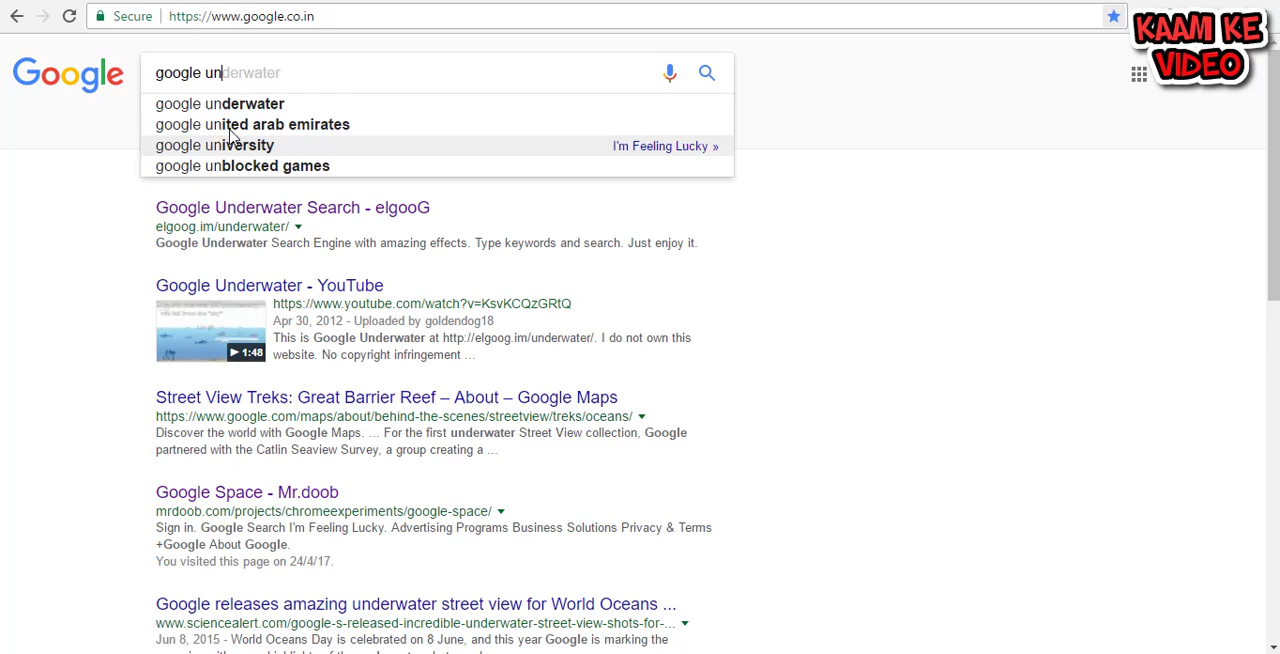 Secure https://www.google.co.in
KAAM KE
VIDEO
Google
google underwater
google underwater
google united arab emirates
google university I'm Feeling Lucky »
google unblocked games
Google Underwater Search - elgooG
elgoog.im/underwater/
Google Underwater Search Engine with amazing effects. Type keywords and search. Just enjoy it.
Google Underwater - YouTube
https://www.youtube.com/watch?v=KsvKCQzGRtQ
Apr 30, 2012 - Uploaded by goldendog18
This is Google Underwater at http://elgoog.im/underwater/. I do not own this
website. No copyright infringement ...
1:48
Street View Treks: Great Barrier Reef – About – Google Maps
https://www.google.com/maps/about/behind-the-scenes/streetview/treks/oceans/
Discover the world with Google Maps. ... For the first underwater Street View collection, Google
partnered with the Catlin Seaview Survey, a group creating a ...
Google Space - Mr.doob
mrdoob.com/projects/chromeexperiments/google-space/
Sign in. Google Search I'm Feeling Lucky. Advertising Programs Business Solutions Privacy & Terms
+Google About Google.
You visited this page on 24/4/17.
Google releases amazing underwater street view for World Oceans ...
www.sciencealert.com/google-s-released-incredible-underwater-street-view-shots-for-...
Jun 8, 2015 - World Oceans Day is celebrated on 8 June, and this year Google is marking the